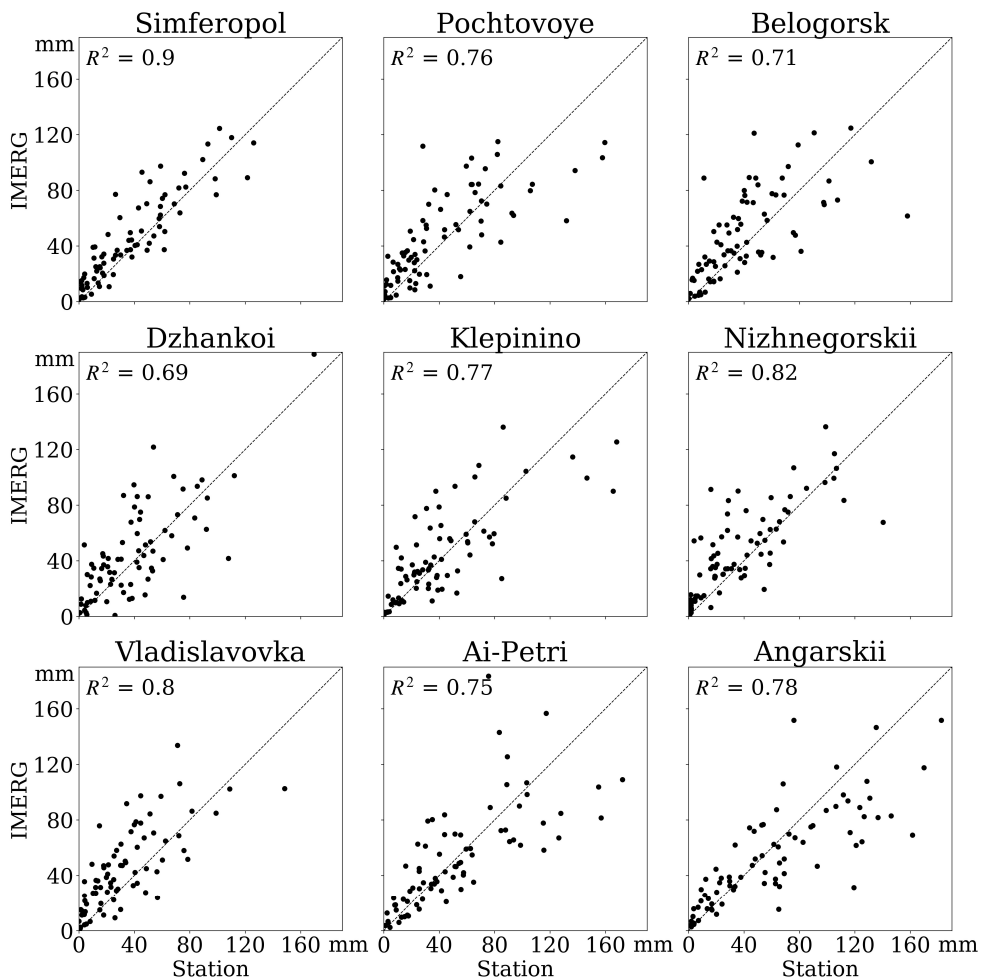 Simferopol Pochtovoye Belogorsk
mm
R² = 0.9 R² = 0.76 R² = 0.71
160
120
IMERG
80
40
0
Dzhankoi Klepinino Nizhnegorskii
mm
R² = 0.69 R² = 0.77 R² = 0.82
160
120
IMERG
80
40
0
Vladislavovka Ai-Petri Angarskii
mm
R² = 0.8 R² = 0.75 R² = 0.78
160
120
IMERG
80
40
0
0 40 80 120 160 mm 0 40 80 120 160 mm 0 40 80 120 160 mm
Station Station Station